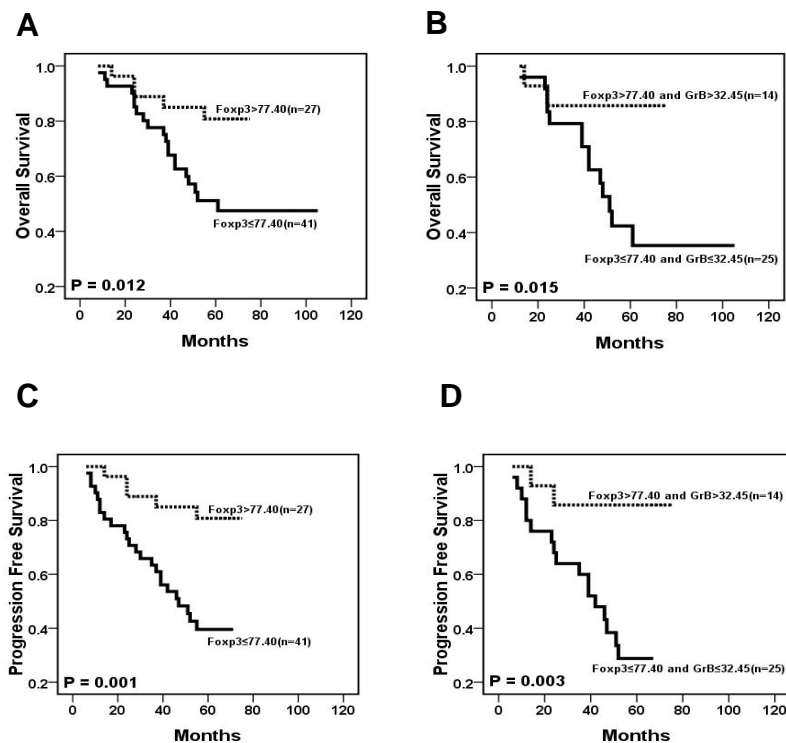 A
Overall Survival
1.0
0.8
0.6
0.4
0.2
Foxp3>77.40(n=27)
Foxp3≤77.40(n=41)
P = 0.012
0 20 40 60 80 100 120
Months
B
Overall Survival
1.0
0.8
0.6
0.4
0.2
Foxp3>77.40 and GrB>32.45(n=14)
Foxp3≤77.40 and GrB≤32.45(n=25)
P = 0.015
0 20 40 60 80 100 120
Months
C
Progression Free Survival
1.0
0.8
0.6
0.4
0.2
Foxp3>77.40(n=27)
Foxp3≤77.40(n=41)
P = 0.001
0 20 40 60 80 100 120
Months
D
Progression Free Survival
1.0
0.8
0.6
0.4
0.2
Foxp3>77.40 and GrB>32.45(n=14)
Foxp3≤77.40 and GrB≤32.45(n=25)
P = 0.003
0 20 40 60 80 100 120
Months